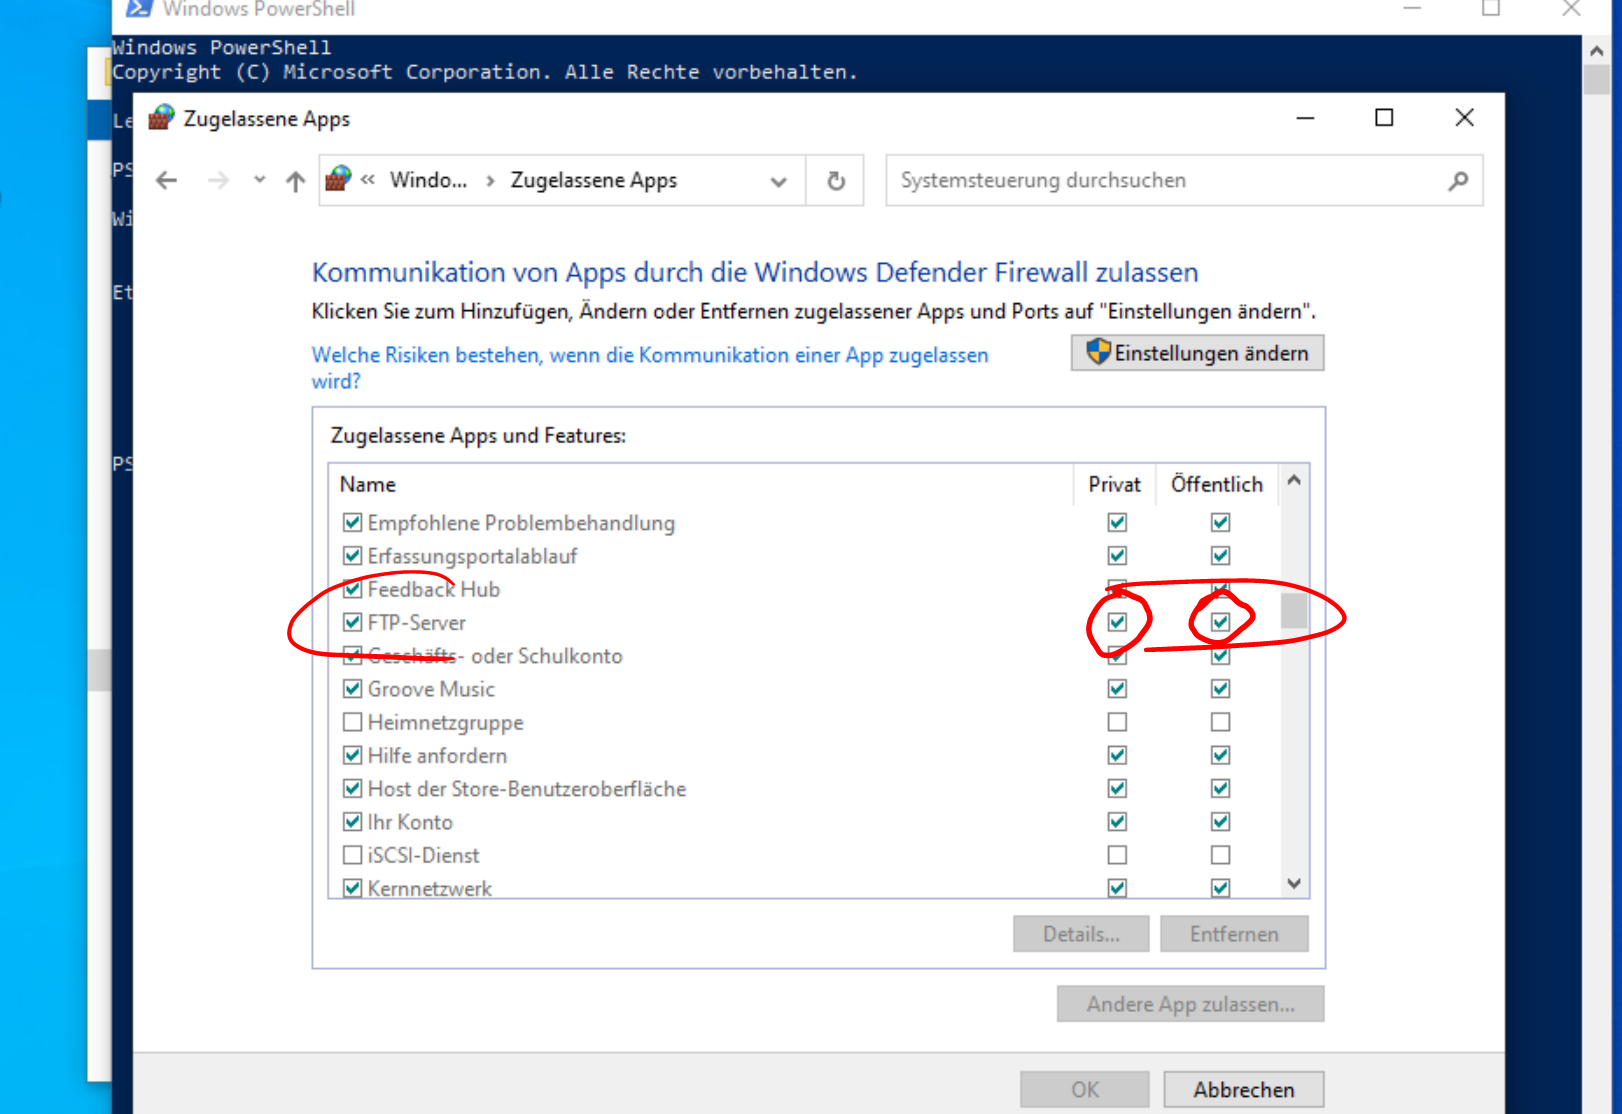 Windows PowerShell
Windows PowerShell
Copyright (C) Microsoft Corporation. Alle Rechte vorbehalten.
Le
PS
Wi
Et
PS
Zugelassene Apps
« Windo... › Zugelassene Apps
Systemsteuerung durchsuchen
Kommunikation von Apps durch die Windows Defender Firewall zulassen
Klicken Sie zum Hinzufügen, Ändern oder Entfernen zugelassener Apps und Ports auf "Einstellungen ändern".
Welche Risiken bestehen, wenn die Kommunikation einer App zugelassen
wird?
Einstellungen ändern
Zugelassene Apps und Features:
Name Privat Öffentlich
Empfohlene Problembehandlung
Erfassungsportalablauf
Feedback Hub
FTP-Server
Geschäfts- oder Schulkonto
Groove Music
Heimnetzgruppe
Hilfe anfordern
Host der Store-Benutzeroberfläche
Ihr Konto
iSCSI-Dienst
Kernnetzwerk
Details... Entfernen
Andere App zulassen...
OK Abbrechen